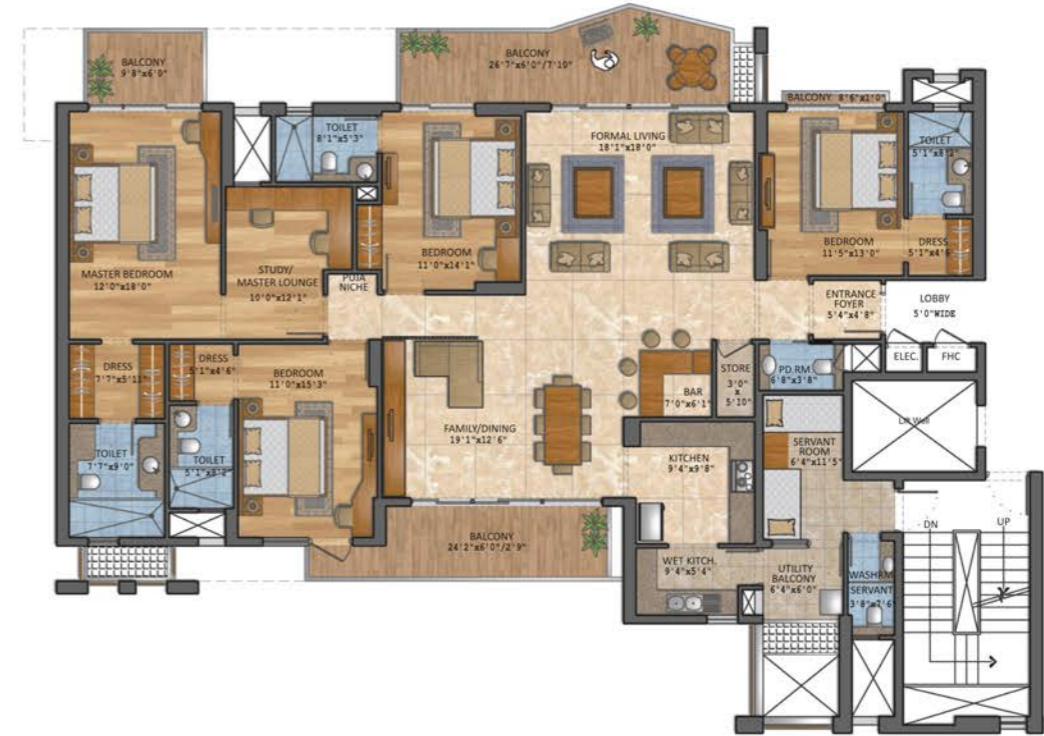 BALCONY
9'8"x6'0"
BALCONY
26'7"x6'0"/7'10"
BALCONY 8'6"x1'0"
TOILET
8'1"x5'3"
FORMAL LIVING
18'1"x18'0"
TOILET
5'1"x8'2"
MASTER BEDROOM
12'0"x18'0"
STUDY/
MASTER LOUNGE
10'0"x12'1"
BEDROOM
11'0"x14'1"
PUJA
NICHE
BEDROOM
11'5"x13'0"
DRESS
5'1"x4'6"
ENTRANCE
FOYER
5'4"x4'8"
LOBBY
5'0"WIDE
ELEC.
FHC
DRESS
7'7"x5'11"
DRESS
5'1"x4'6"
BEDROOM
11'0"x15'3"
STORE
3'0"
x
5'10"
PD.RM.
6'8"x3'8"
BAR
7'0"x6'1"
FAMILY/DINING
19'1"x12'6"
Lift Well
TOILET
7'7"x9'0"
TOILET
5'1"x8'2"
KITCHEN
9'4"x9'8"
SERVANT
ROOM
6'4"x11'5"
DN
UP
BALCONY
24'2"x6'0"/2'9"
WET KITCH.
9'4"x5'4"
UTILITY
BALCONY
6'4"x6'0"
WASHRM
SERVANT
3'8"x7'6"